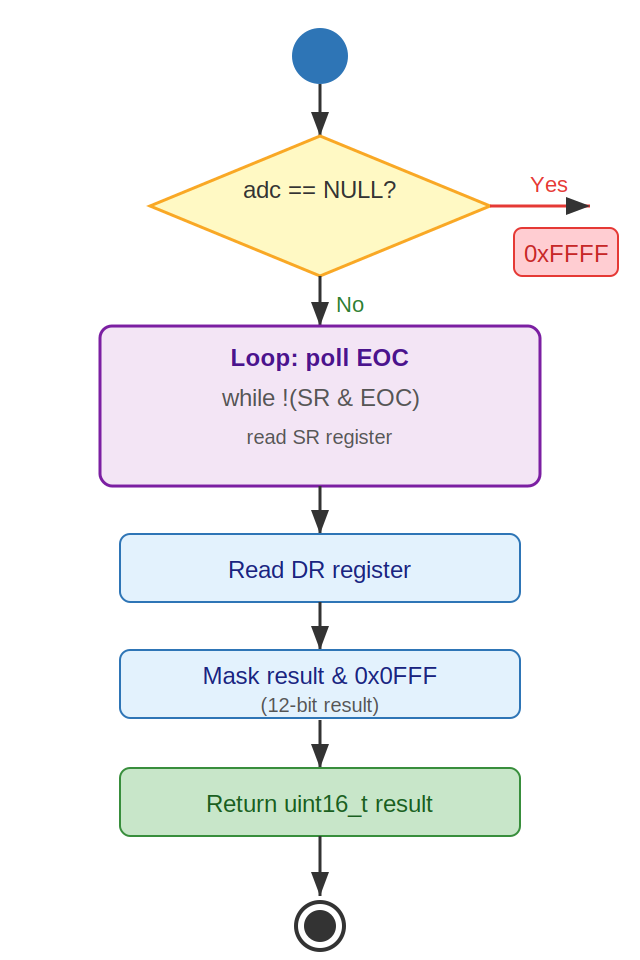 adc == NULL?
Yes
0xFFFF
No
Loop: poll EOC
while !(SR & EOC)
read SR register
Read DR register
Mask result & 0x0FFF
(12-bit result)
Return uint16_t result